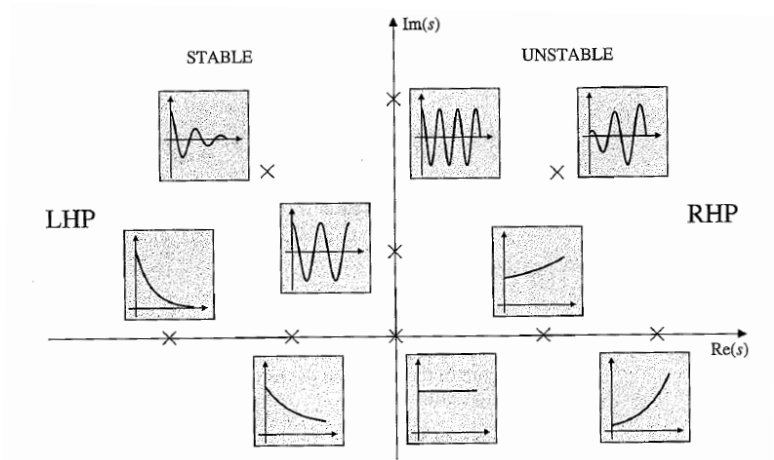 Im(s)
STABLE
UNSTABLE
LHP
RHP
Re(s)